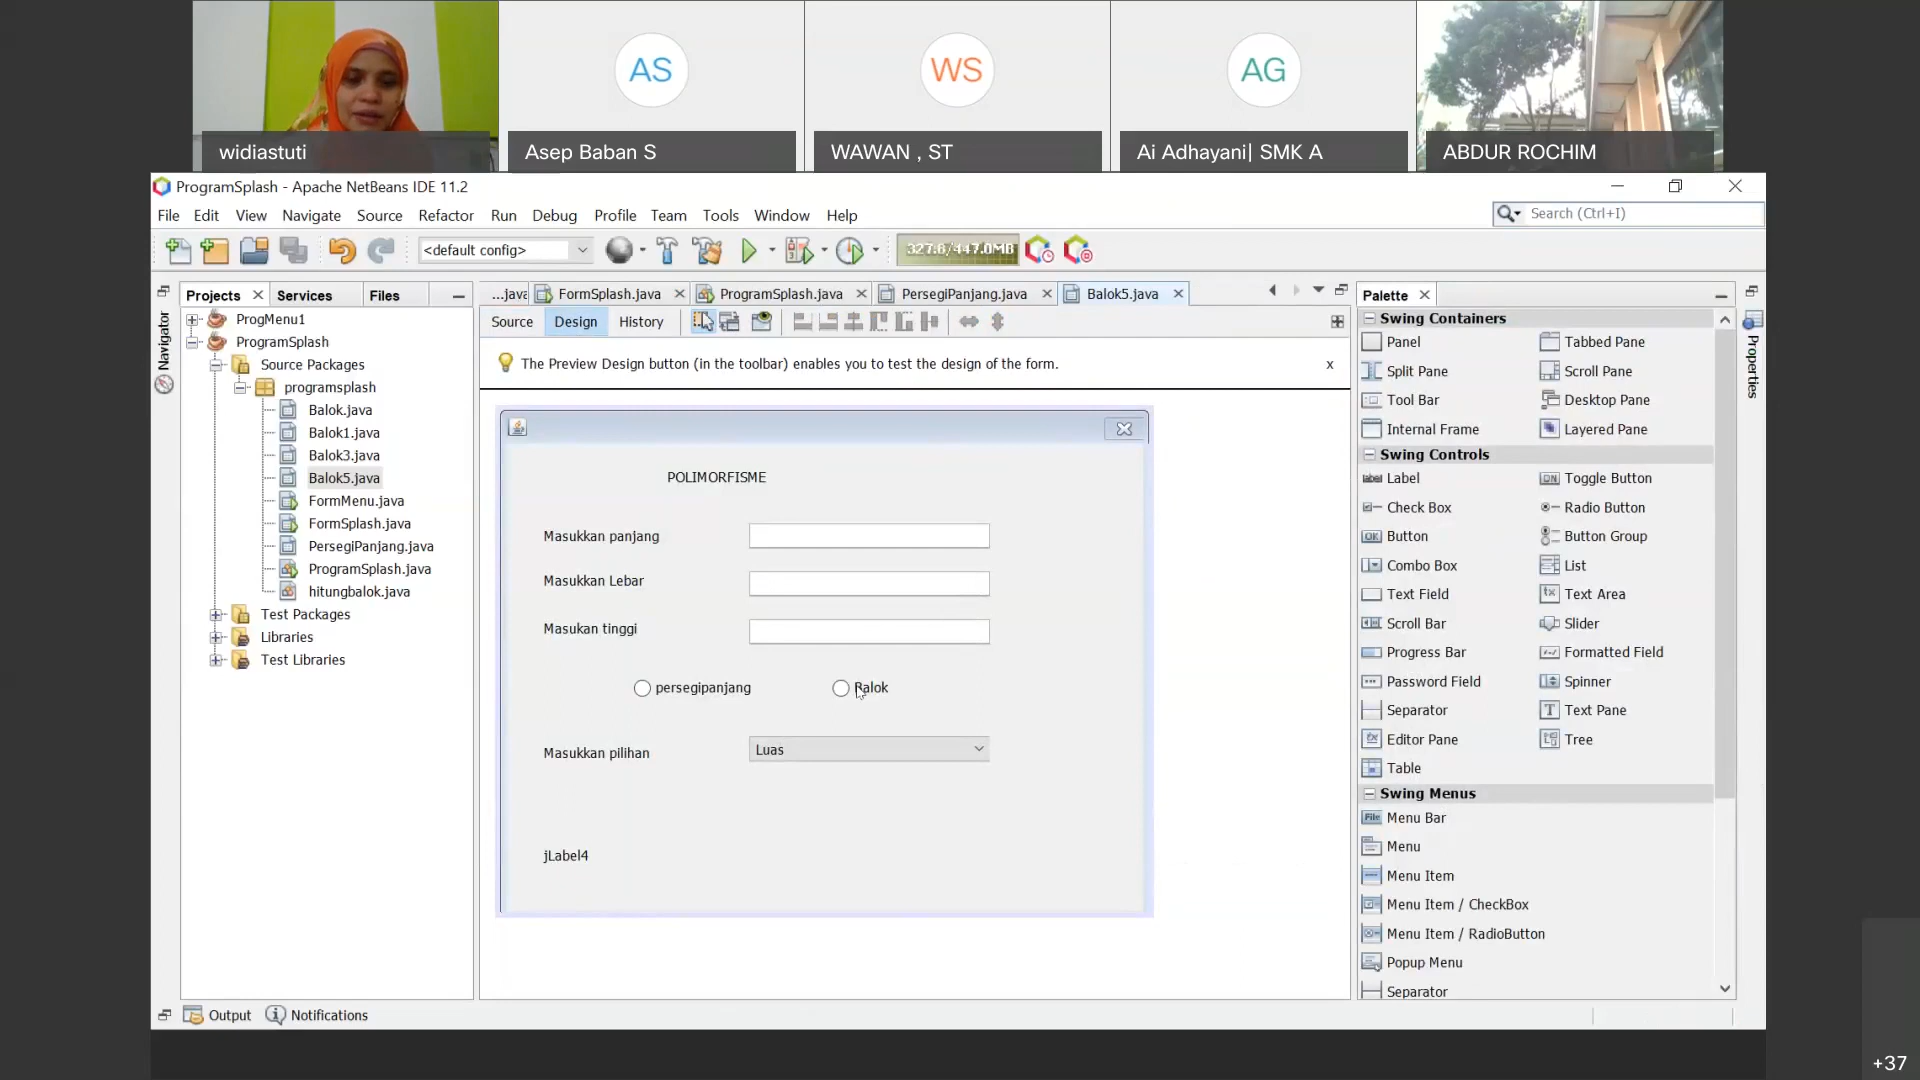 AS
WS
AG
widiastuti
Asep Baban S
WAWAN , ST
Ai Adhayani| SMK A
ABDUR ROCHIM
ProgramSplash - Apache NetBeans IDE 11.2
File Edit View Navigate Source Refactor Run Debug Profile Team Tools Window Help
Search (Ctrl+I)
<default config>
327.6/447.0MB
Projects Services Files
...java FormSplash.java ProgramSplash.java PersegiPanjang.java Balok5.java
Palette
Navigator
Properties
Source Design History
The Preview Design button (in the toolbar) enables you to test the design of the form. x
ProgMenu1
ProgramSplash
Source Packages
programsplash
Balok.java
Balok1.java
Balok3.java
Balok5.java
FormMenu.java
FormSplash.java
PersegiPanjang.java
ProgramSplash.java
hitungbalok.java
Test Packages
Libraries
Test Libraries
POLIMORFISME
Masukkan panjang
Masukkan Lebar
Masukan tinggi
persegipanjang Balok
Masukkan pilihan Luas
jLabel4
Swing Containers
Panel Tabbed Pane
Split Pane Scroll Pane
Tool Bar Desktop Pane
Internal Frame Layered Pane
Swing Controls
Label Toggle Button
Check Box Radio Button
Button Button Group
Combo Box List
Text Field Text Area
Scroll Bar Slider
Progress Bar Formatted Field
Password Field Spinner
Separator Text Pane
Editor Pane Tree
Table
Swing Menus
Menu Bar
Menu
Menu Item
Menu Item / CheckBox
Menu Item / RadioButton
Popup Menu
Separator
Output Notifications
+37